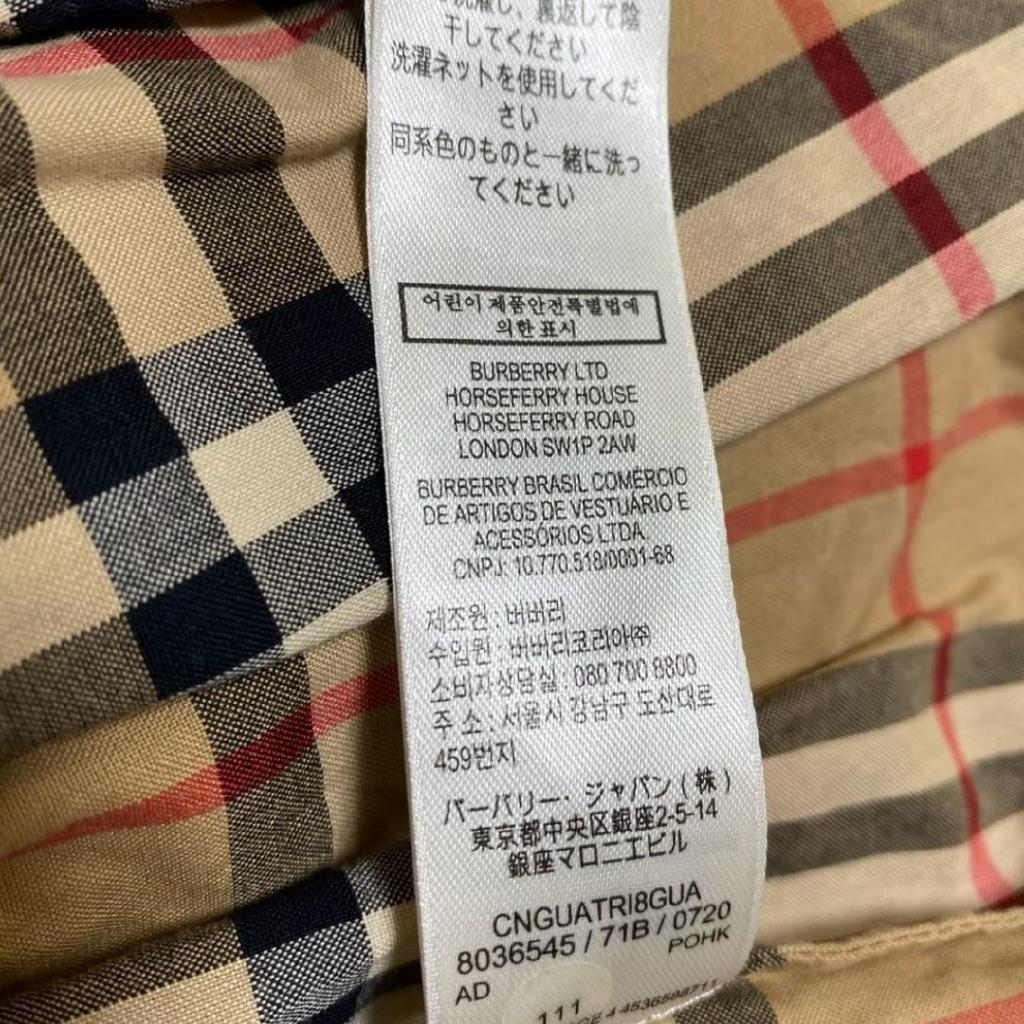 洗濯し、裏返して陰
干してください
洗濯ネットを使用してくだ
さい
同系色のものと一緒に洗っ
てください
어린이 제품안전특별법에
의한 표시
BURBERRY LTD
HORSEFERRY HOUSE
HORSEFERRY ROAD
LONDON SW1P 2AW
BURBERRY BRASIL COMÉRCIO
DE ARTIGOS DE VESTUÁRIO E
ACESSÓRIOS LTDA.
CNPJ: 10.770.518/0001-68
제조원 : 버버리
수입원 : 버버리코리아㈜
소비자상담실 : 080 700 8800
주 소 : 서울시 강남구 도산대로
459번지
バーバリー・ジャパン (株)
東京都中央区銀座2-5-14
銀座マロニエビル
CNGUATRI8GUA
8036545 / 71B / 0720
POHK
AD
111